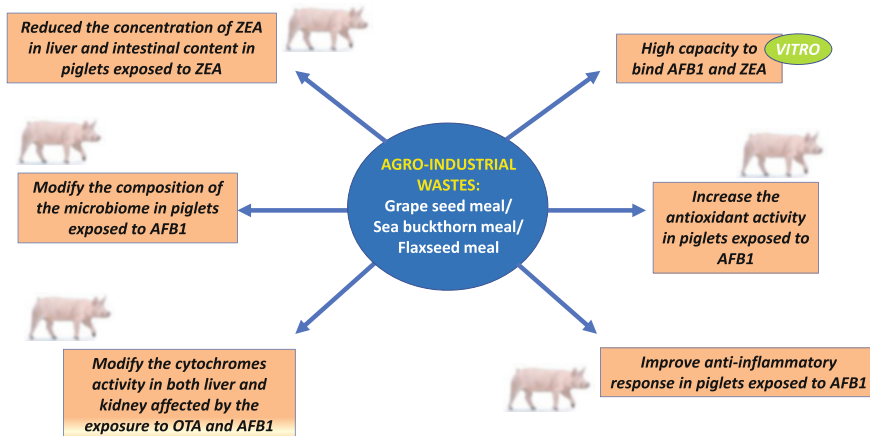 Reduced the concentration of ZEA
in liver and intestinal content in
piglets exposed to ZEA
High capacity to
bind AFB1 and ZEA
VITRO
AGRO-INDUSTRIAL
WASTES:
Grape seed meal/
Sea buckthorn meal/
Flaxseed meal
Modify the composition of
the microbiome in piglets
exposed to AFB1
Increase the
antioxidant activity
in piglets exposed to
AFB1
Modify the cytochromes
activity in both liver and
kidney affected by the
exposure to OTA and AFB1
Improve anti-inflammatory
response in piglets exposed to AFB1